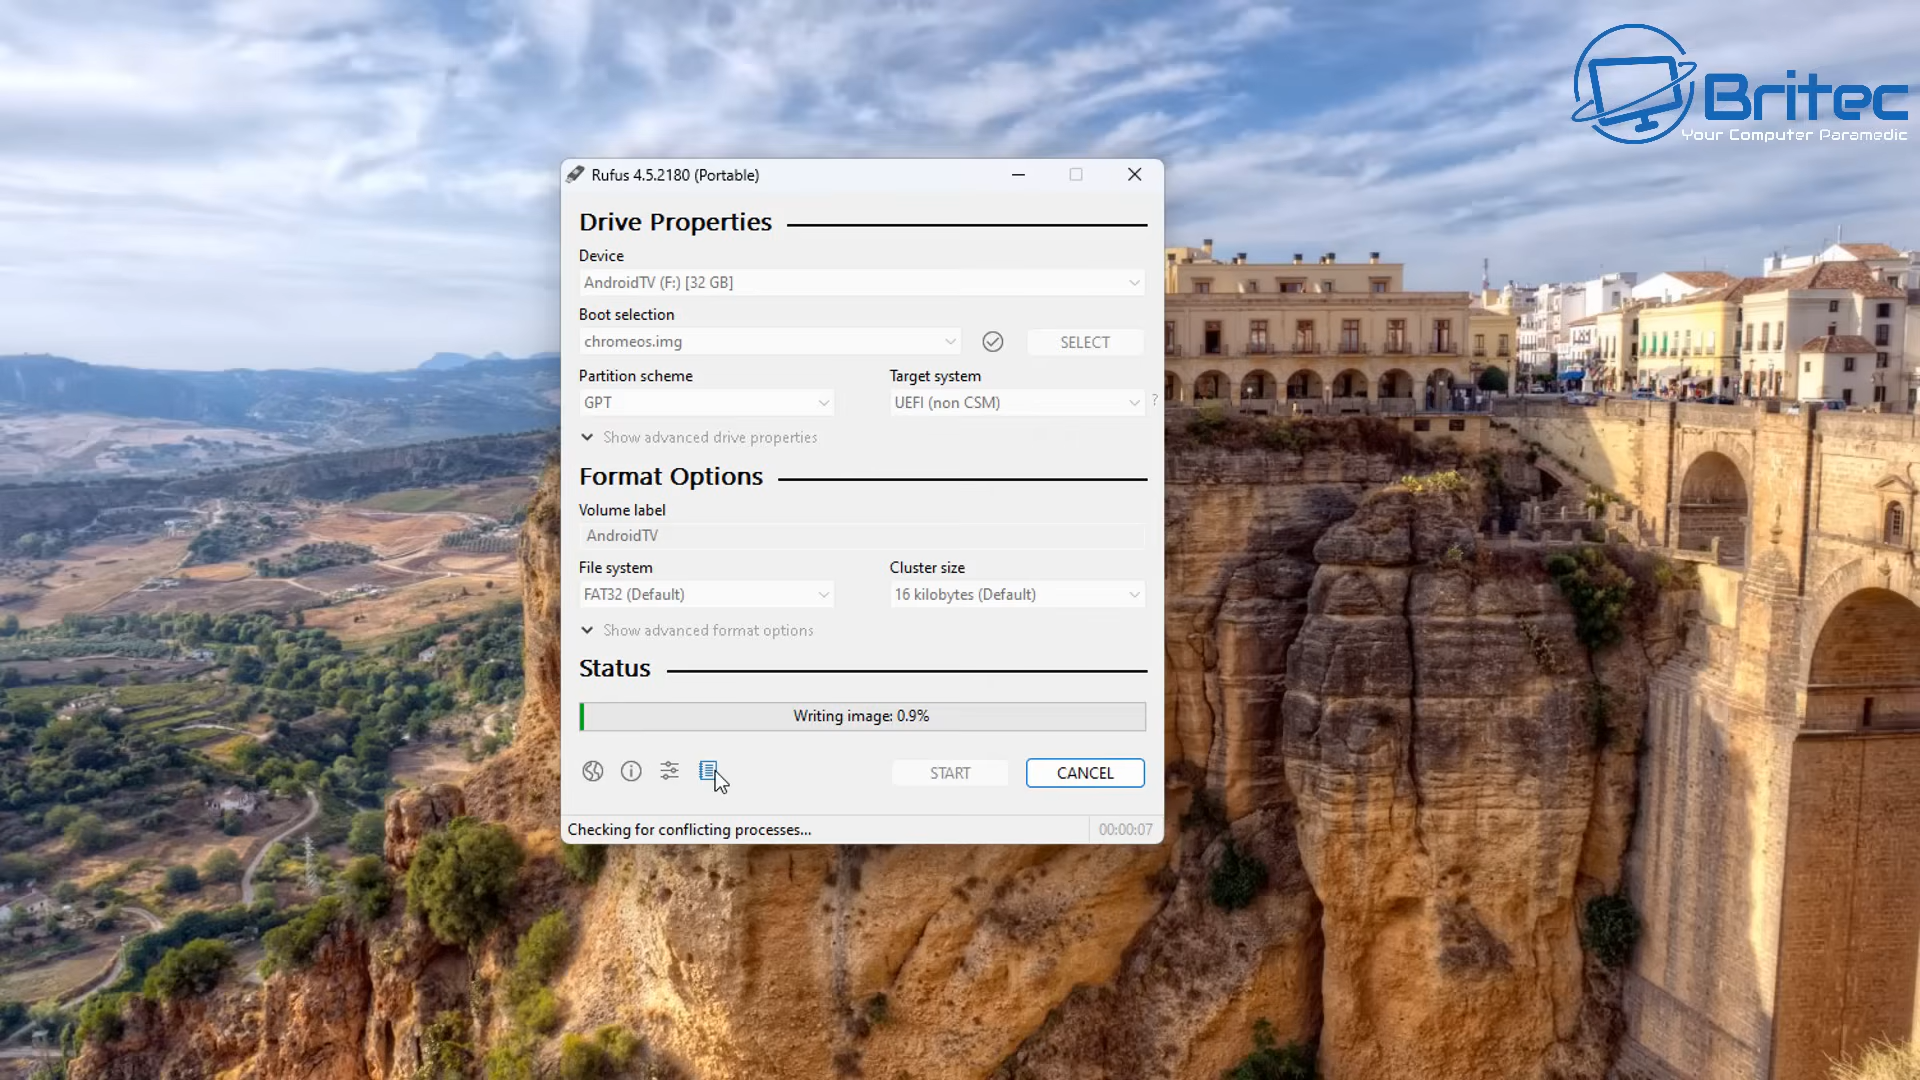 Britec
Your Computer Paramedic
Rufus 4.5.2180 (Portable)
Drive Properties
Device
AndroidTV (F:) [32 GB]
Boot selection
chromeos.img
SELECT
Partition scheme
Target system
GPT
UEFI (non CSM)
?
Show advanced drive properties
Format Options
Volume label
AndroidTV
File system
Cluster size
FAT32 (Default)
16 kilobytes (Default)
Show advanced format options
Status
Writing image: 0.9%
START
CANCEL
Checking for conflicting processes...
00:00:07